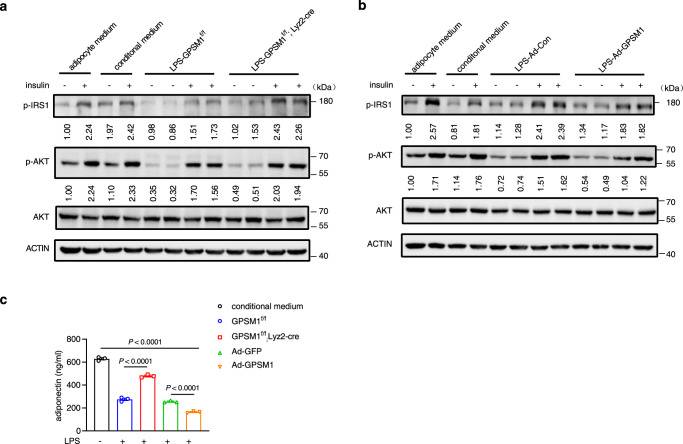 a
adipocyte medium
conditonal medium
LPS-GPSM1f/f
LPS-GPSM1f/f; Lyz2-cre
insulin - + - + - - + + - - + + (kDa)
p-IRS1 180
1.00 2.24 1.97 2.42 0.98 0.86 1.51 1.73 1.02 1.53 2.43 2.26
p-AKT 70
55
1.00 2.24 1.10 2.33 0.35 0.32 1.70 1.56 0.49 0.51 2.03 1.94
AKT 70
55
ACTIN
40
b
adipocyte medium
conditonal medium
LPS-Ad-Con
LPS-Ad-GPSM1
insulin - + - + - - + + - - + + (kDa)
p-IRS1 180
1.00 2.57 0.81 1.81 1.14 1.28 2.41 2.39 1.34 1.17 1.83 1.82
p-AKT 70
55
1.00 1.71 1.14 1.76 0.72 0.74 1.51 1.62 0.54 0.49 1.04 1.22
AKT 70
55
ACTIN
40
c
conditional medium
GPSM1f/f
GPSM1f/f;Lyz2-cre
Ad-GFP
Ad-GPSM1
adiponectin (ng/ml)
800
600
400
200
0
P < 0.0001
P < 0.0001
P < 0.0001
LPS - + + + +